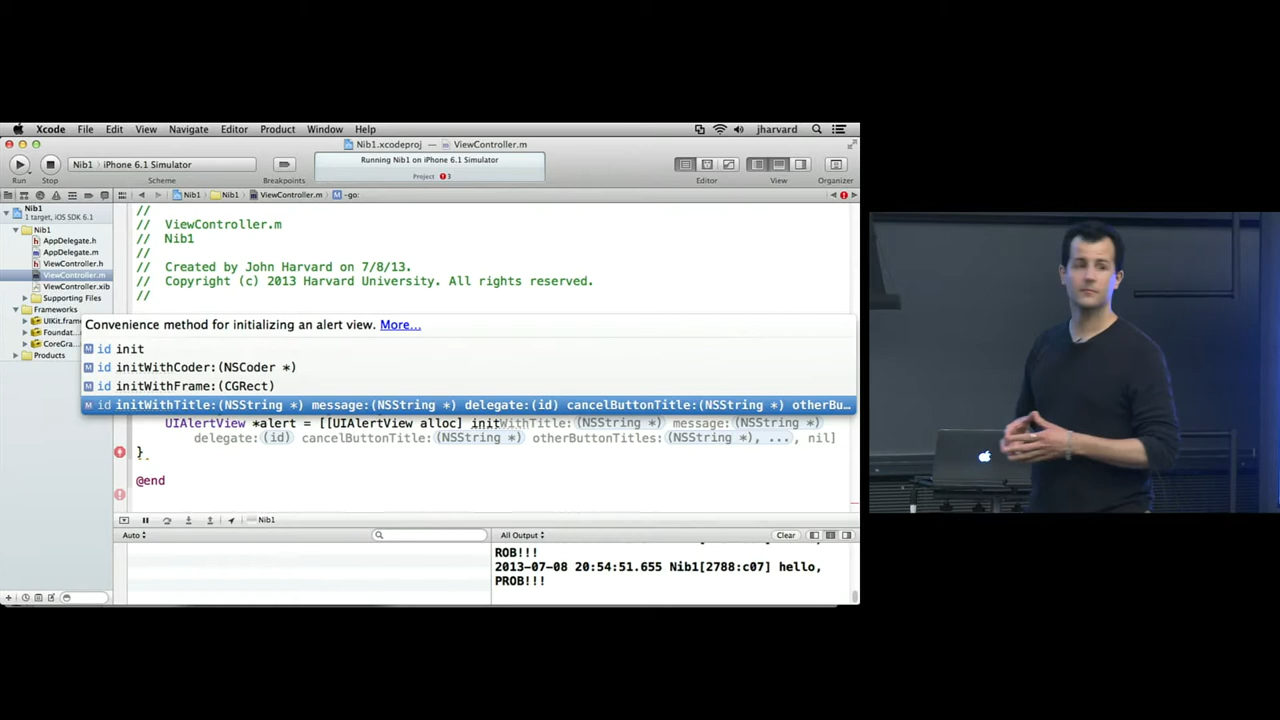 Xcode File Edit View Navigate Editor Product Window Help jharvard
Nib1.xcodeproj — ViewController.m
Nib1 iPhone 6.1 Simulator
Running Nib1 on iPhone 6.1 Simulator
Project 3
Run Stop Scheme Breakpoints Editor View Organizer
Nib1 Nib1 ViewController.m -go:
Nib1
1 target, iOS SDK 6.1
Nib1
AppDelegate.h
AppDelegate.m
ViewController.h
ViewController.m
ViewController.xib
Supporting Files
Frameworks
UIKit.frame
Foundat...
CoreGra...
Products
//
// ViewController.m
// Nib1
//
// Created by John Harvard on 7/8/13.
// Copyright (c) 2013 Harvard University. All rights reserved.
//
Convenience method for initializing an alert view. More...
M id init
M id initWithCoder:(NSCoder *)
M id initWithFrame:(CGRect)
M id initWithTitle:(NSString *) message:(NSString *) delegate:(id) cancelButtonTitle:(NSString *) otherBu...
UIAlertView *alert = [[UIAlertView alloc] initWithTitle:(NSString *) message:(NSString *)
delegate:(id) cancelButtonTitle:(NSString *) otherButtonTitles:(NSString *), ..., nil]
}
@end
Nib1
Auto
All Output
Clear
ROB!!!
2013-07-08 20:54:51.655 Nib1[2788:c07] hello,
PROB!!!